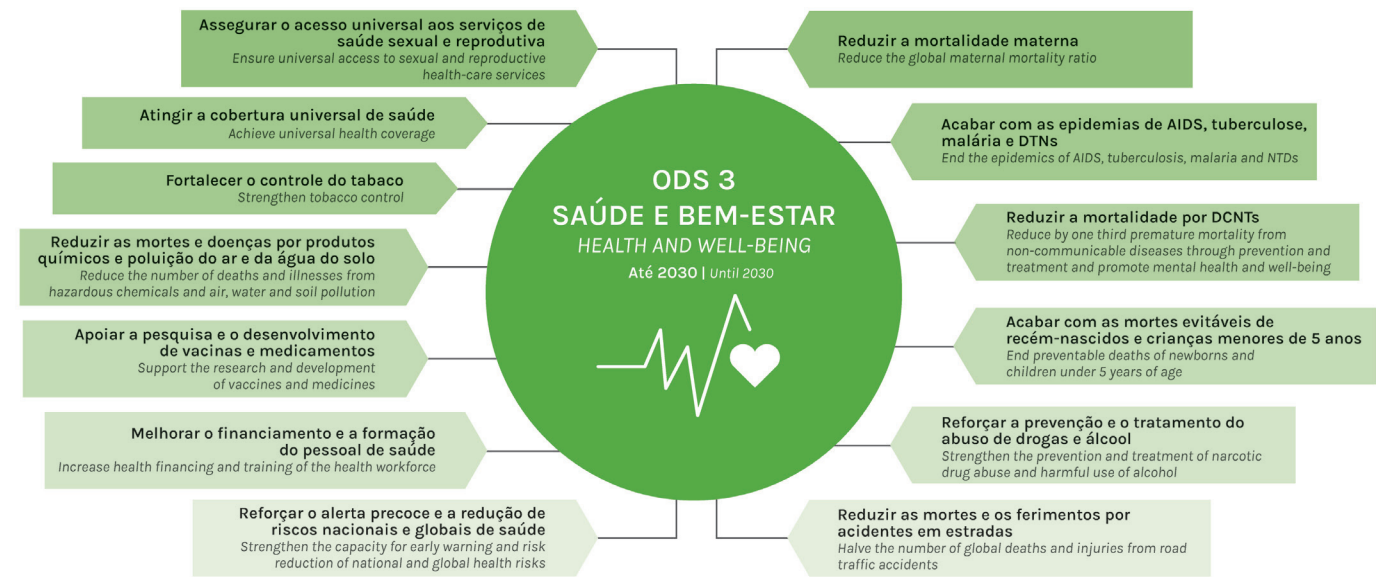 Assegurar o acesso universal aos serviços de
saúde sexual e reprodutiva
Ensure universal access to sexual and reproductive
health-care services
Atingir a cobertura universal de saúde
Achieve universal health coverage
Fortalecer o controle do tabaco
Strengthen tobacco control
Reduzir as mortes e doenças por produtos
químicos e poluição do ar e da água do solo
Reduce the number of deaths and illnesses from
hazardous chemicals and air, water and soil pollution
Apoiar a pesquisa e o desenvolvimento
de vacinas e medicamentos
Support the research and development
of vaccines and medicines
Melhorar o financiamento e a formação
do pessoal de saúde
Increase health financing and training of the health workforce
Reforçar o alerta precoce e a redução de
riscos nacionais e globais de saúde
Strengthen the capacity for early warning and risk
reduction of national and global health risks
ODS 3
SAÚDE E BEM-ESTAR
HEALTH AND WELL-BEING
Até 2030 | Until 2030
Reduzir a mortalidade materna
Reduce the global maternal mortality ratio
Acabar com as epidemias de AIDS, tuberculose,
malária e DTNs
End the epidemics of AIDS, tuberculosis, malaria and NTDs
Reduzir a mortalidade por DCNTs
Reduce by one third premature mortality from
non-communicable diseases through prevention and
treatment and promote mental health and well-being
Acabar com as mortes evitáveis de
recém-nascidos e crianças menores de 5 anos
End preventable deaths of newborns and
children under 5 years of age
Reforçar a prevenção e o tratamento do
abuso de drogas e álcool
Strengthen the prevention and treatment of narcotic
drug abuse and harmful use of alcohol
Reduzir as mortes e os ferimentos por
acidentes em estradas
Halve the number of global deaths and injuries from road
traffic accidents